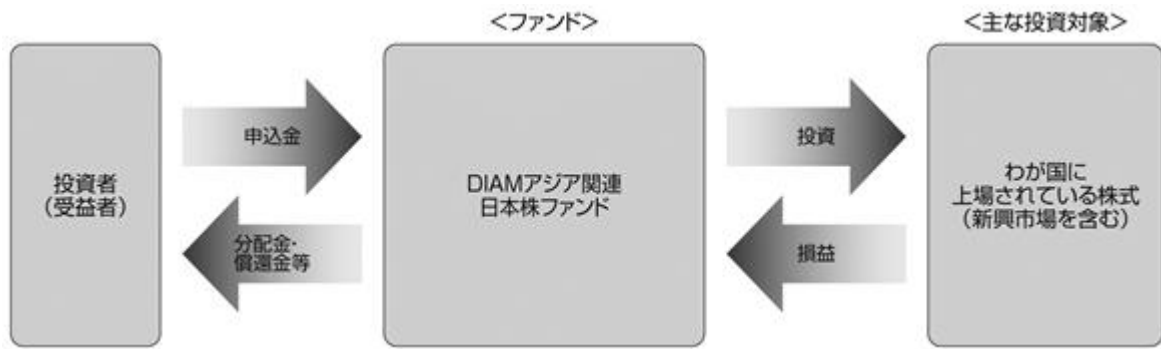 <ファンド>
<主な投資対象>
投資者
(受益者)
申込金
分配金・
償還金等
DIAMアジア関連
日本株ファンド
投資
損益
わが国に
上場されている株式
(新興市場を含む)